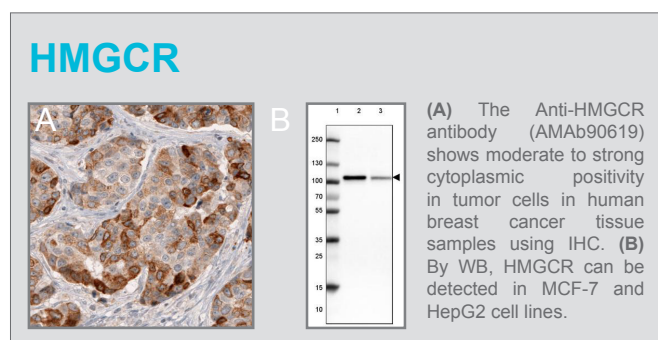 HMGCR
A
B
1 2 3
250
130
100
70
55
35
25
15
10
(A) The Anti-HMGCR
antibody (AMAb90619)
shows moderate to strong
cytoplasmic positivity
in tumor cells in human
breast cancer tissue
samples using IHC. (B)
By WB, HMGCR can be
detected in MCF-7 and
HepG2 cell lines.